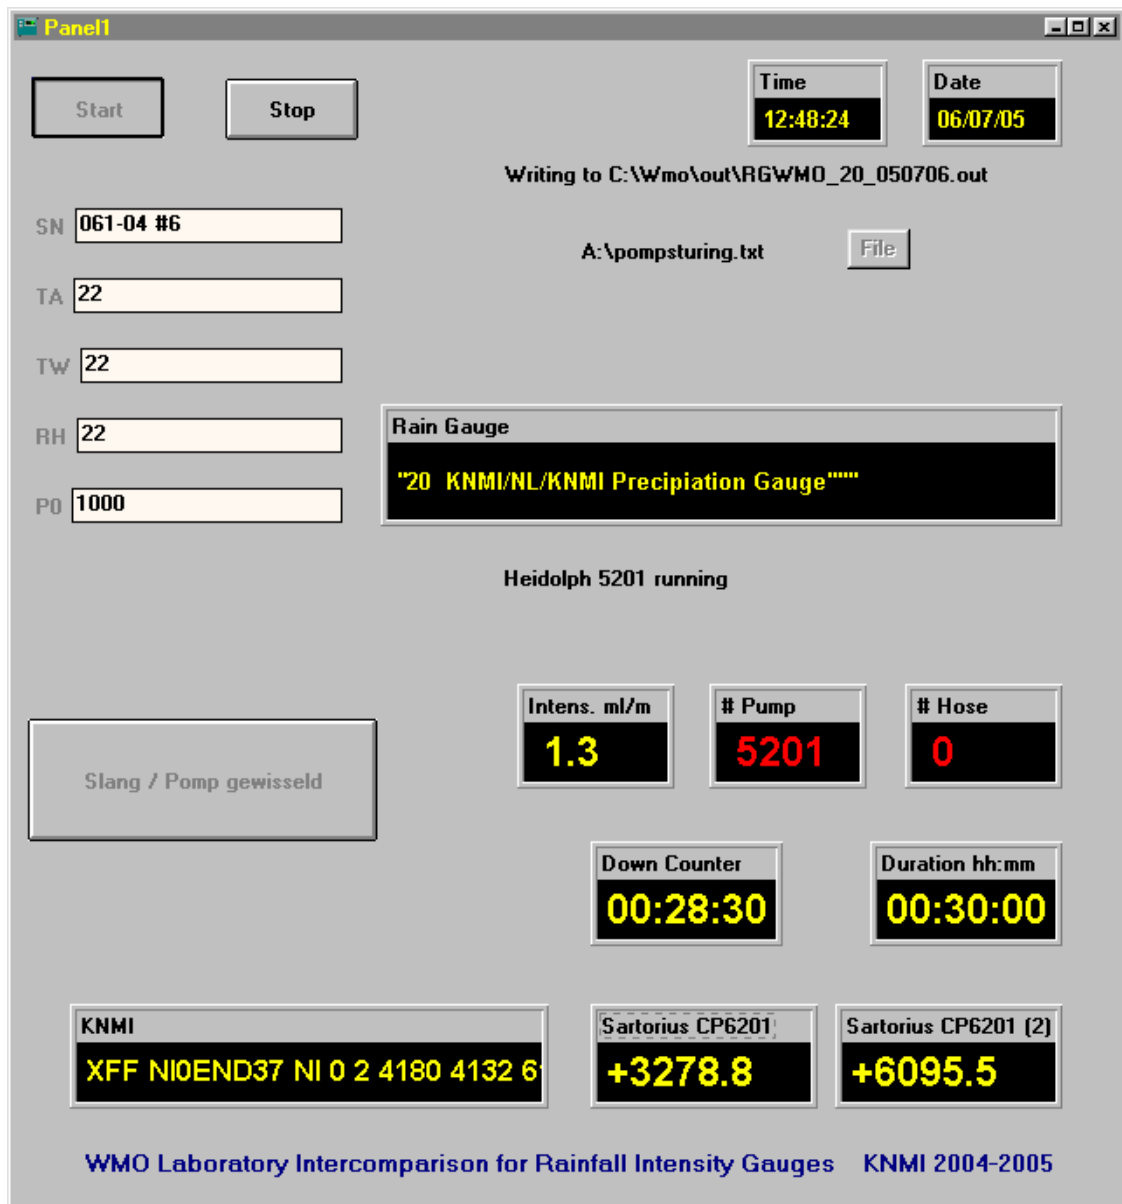 Panel1
Start
Stop
Time
12:48:24
Date
06/07/05
Writing to C:\Wmo\out\RGWMO_20_050706.out
SN 061-04 #6
A:\pompsturing.txt
File
TA 22
TW 22
RH 22
P0 1000
Rain Gauge
"20 KNMI/NL/KNMI Precipiation Gauge"""
Heidolph 5201 running
Intens. ml/m
1.3
# Pump
5201
# Hose
0
Slang / Pomp gewisseld
Down Counter
00:28:30
Duration hh:mm
00:30:00
KNMI
XFF NI0END37 NI 0 2 4180 4132
Sartorius CP6201
+3278.8
Sartorius CP6201 (2)
+6095.5
WMO Laboratory Intercomparison for Rainfall Intensity Gauges KNMI 2004-2005